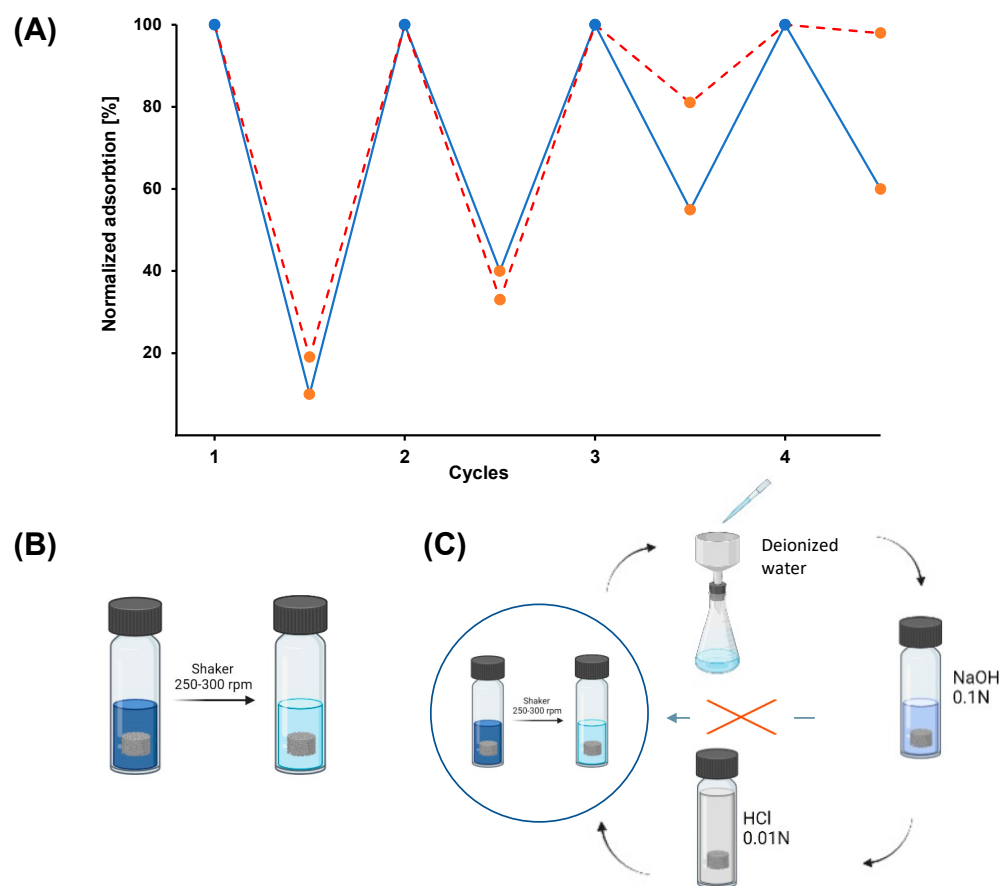 (A)
Normalized adsorbtion [%]
100
80
60
40
20
1
2
3
4
Cycles
(B)
Shaker
250-300 rpm
(C)
Deionized
water
Shaker
250-300 rpm
NaOH
0.1N
HCl
0.01N